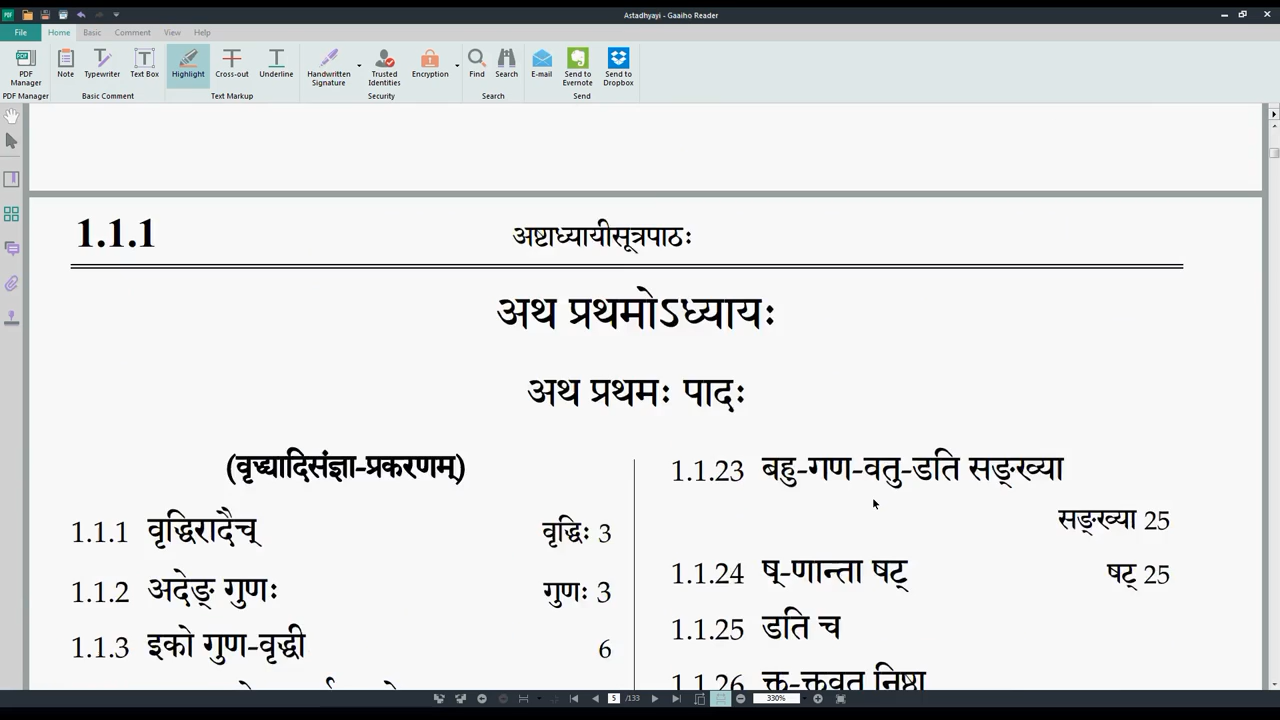 Astadhyayi - Gaaiho Reader
File Home Basic Comment View Help
PDF Manager Note Typewriter Text Box Highlight Cross-out Underline Handwritten Signature Trusted Identities Encryption Find Search E-mail Send to Evernote Send to Dropbox
PDF Manager Basic Comment Text Markup Security Search Send
1.1.1 अष्टाध्यायीसूत्रपाठः
अथ प्रथमोऽध्यायः
अथ प्रथमः पादः
(वृद्ध्यादिसंज्ञा-प्रकरणम्)
1.1.1 वृद्धिरादैच् वृद्धिः 3
1.1.2 अदेङ् गुणः गुणः 3
1.1.3 इको गुण-वृद्धी 6
1.1.23 बहु-गण-वतु-डति सङ्ख्या
सङ्ख्या 25
1.1.24 ष्-णान्ता षट् षट् 25
1.1.25 डति च
1.1.26 क्त-क्तवतू निष्ठा
5 /133 330%